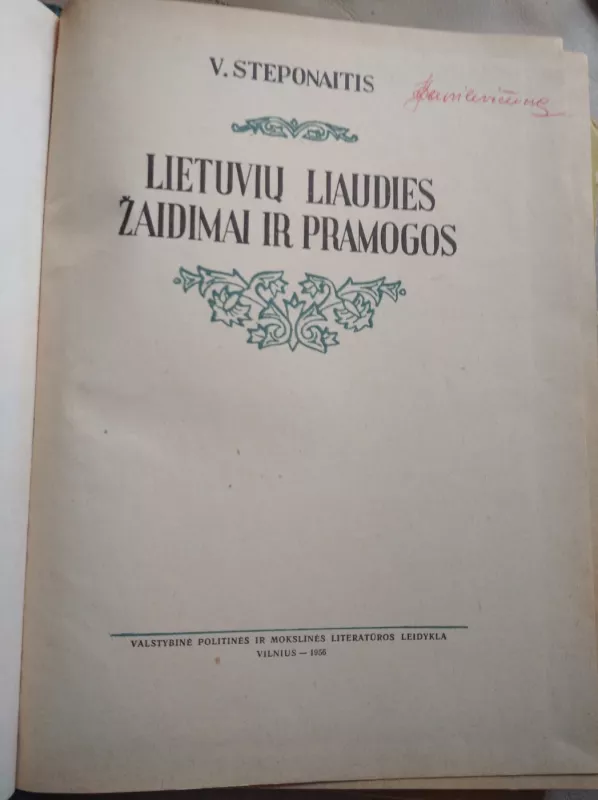 V. STEPONAITIS
LIETUVIŲ LIAUDIES
ŽAIDIMAI IR PRAMOGOS
VALSTYBINĖ POLITINĖS IR MOKSLINĖS LITERATŪROS LEIDYKLA
VILNIUS — 1956